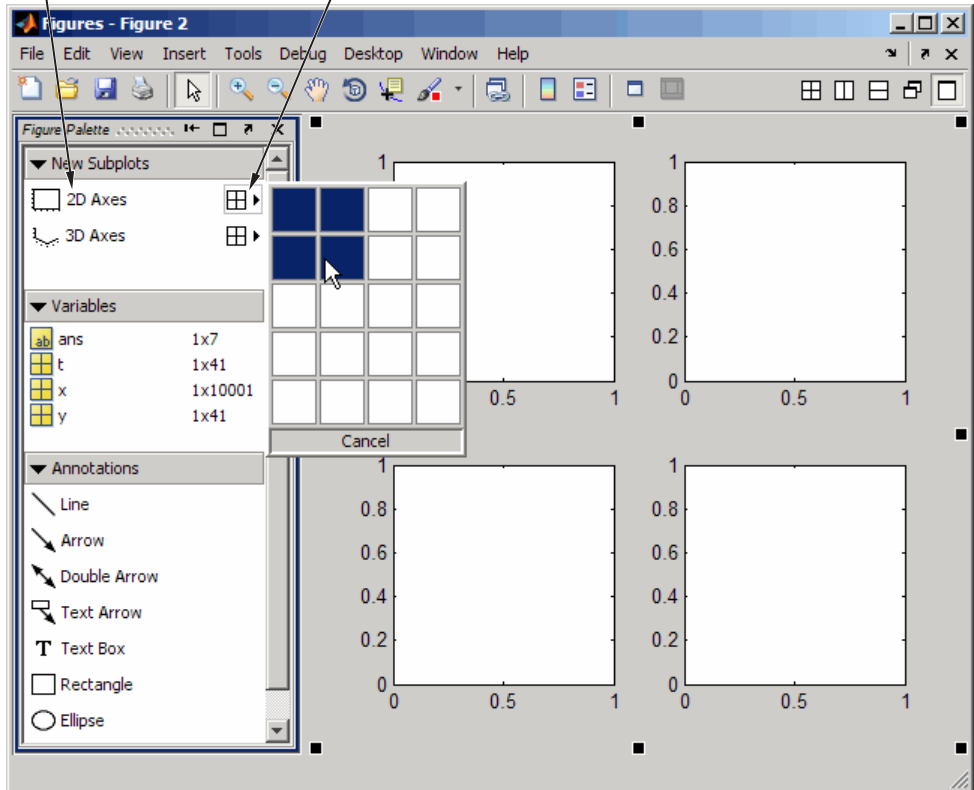 Figures - Figure 2
File Edit View Insert Tools Debug Desktop Window Help
Figure Palette
New Subplots
2D Axes
3D Axes
Variables
ab ans 1x7
t 1x41
x 1x10001
y 1x41
Annotations
Line
Arrow
Double Arrow
Text Arrow
T Text Box
Rectangle
Ellipse
Cancel
1
0.5 1
1
0.8
0.6
0.4
0.2
0
0 0.5 1
1
0.8
0.6
0.4
0.2
0
0 0.5 1
1
0.8
0.6
0.4
0.2
0
0 0.5 1